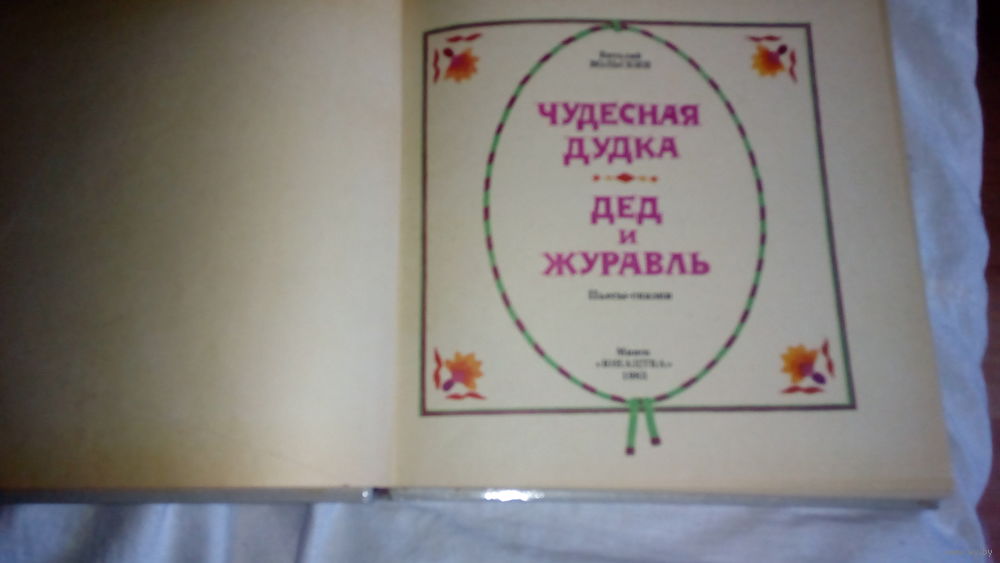 Виталий
ВОЛЬСКИЙ
ЧУДЕСНАЯ
ДУДКА
ДЕД
И
ЖУРАВЛЬ
Пьесы-сказки
Минск
«ЮНАЦТВА»